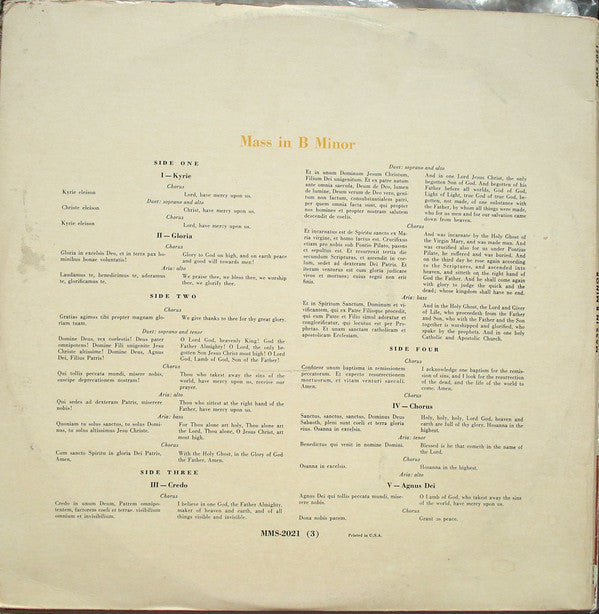 MMS-2021
Mass in B Minor
SIDE ONE
I — Kyrie
Chorus
Kyrie eleison
Lord, have mercy upon us.
Duet: soprano and alto
Christe eleison
Christ, have mercy upon us.
Chorus
Kyrie eleison
Lord, have mercy upon us.
II — Gloria
Chorus
Gloria in excelsis Deo, et in terra pax hominibus bonae voluntatis!
Glory to God on high, and on earth peace
and good will towards men.
Aria: alto
Laudamus te, benedicimus te, adoramus
te, glorificamus te.
We praise thee, we bless thee, we worship
thee, we glorify thee.
SIDE TWO
Chorus
Gratias agimus tibi propter magnam gloriam tuam.
We give thanks to thee for thy great glory.
Duet: soprano and tenor
Domine Deus, rex coelestis! Deus pater
omnipotens! Domine Fili unigenite Jesu
Christe altissime! Domine Deus, Agnus
Dei, Filius Patris!
O Lord God, heavenly King! God the
Father Almighty! O Lord, the only begotten Son Jesus Christ most high! O Lord
God, Lamb of God, Son of the Father!
Chorus
Qui tollis peccata mundi, misere nobis,
suscipe deprecationem nostram!
Thou who takest away the sins of the
world, have mercy upon us, receive our
prayer.
Aria: alto
Qui sedes ad dexteram Patris, miserere
nobis!
Thou who sittest at the right hand of the
Father, have mercy upon us.
Aria: bass
Quoniam tu solus sanctus, tu solus Dominus, tu solus altissimus Jesu Christe.
For Thou alone art holy, Thou alone art
the Lord, Thou alone, O Jesus Christ, art
most high.
Chorus
Cum sancto Spiritu in gloria Dei Patris,
Amen.
With the Holy Ghost, in the Glory of God
the Father, Amen.
SIDE THREE
III — Credo
Chorus
Credo in unum Deum, Patrem omnipotentem, factorem coeli et terrae. visibilium
omnium et invisibilium.
I believe in one God, the Father Almighty,
maker of heaven and earth, and of all
things visible and invisible.
Duet: soprano and alto
Et in unum Dominum Jesum Christum,
Filium Dei unigenitum. Et ex patre natum
ante omnia saecula, Deum de Deo, lumen
de lumine, Deum verum de Deo vero, genitum non factum, consubstantialem patri,
per quem omnia facta sunt, qui propter
nos homines et propter nostram salutem
descendit de coelis.
And in one Lord Jesus Christ, the only
begotten Son of God. And begotten of his
Father before all worlds, God of God,
Light of Light, true God of true God, begotten, not made, of one substance with
the Father, by whom all things were made,
who for us men and for our salvation came
down from heaven.
Chorus
Et incarnatus est de Spiritu sancto ex Maria virgine, et homo factus est. Crucifixus
etiam pro nobis sub Pontio Pilato, passus
et sepultus est. Et resurrexit tertia die
secundum Scripturas, et ascendit in coelum, sedet ad dexteram Dei Patris. Et
iterum venturus est cum gloria judicare
vivos et mortuos; cuius regni non erit
finis.
And was incarnate by the Holy Ghost of
the Virgin Mary, and was made man. And
was crucified also for us under Pontius
Pilate, he suffered and was buried. And
on the third day he rose again according
to the Scriptures, and ascended into
heaven, and sitteth on the right hand of
God the Father. And he shall come again
with glory to judge the quick and the
dead; whose kingdom shall have no end.
Aria: bass
Et in Spiritum Sanctum, Dominum et vivificantem, qui ex Patre Filioque procedit,
qui cum Patre et Filio simul adoratur et
conglorificatur, qui locutus est per Prophetas. Et unam sanctam catholicam et
apostolicam Ecclesiam.
And in the Holy Ghost, the Lord and Giver
of Life, who proceedeth from the Father
and Son, who with the Father and the Son
together is worshipped and glorified, who
spake by the prophets. And in one holy
Catholic and Apostolic Church.
SIDE FOUR
Chorus
Confiteor unum baptisma in remissionem
peccatorum. Et expecto resurrectionem
mortuorum, et vitam venturi saeculi.
Amen.
I acknowledge one baptism for the remission of sins, and I look for the resurrection
of the dead, and the life of the world to
come. Amen.
IV — Chorus
Sanctus, sanctus, sanctus, Dominus Deus
Sabaoth, pleni sunt coeli et terra gloria
eius. Osanna in excelsis.
Holy, holy, holy, Lord God, heaven and
earth are full of the glory. Hosanna in the
highest.
Aria: tenor
Benedictus qui venit in nomine Domini.
Blessed is he that cometh in the name of
the Lord.
Chorus
Osanna in excelsis.
Hosanna in the highest.
Aria: alto
V — Agnus Dei
Agnus Dei qui tollis peccata mundi, miserere nobis.
O Lamb of God, who takest away the sins
of the world, have mercy upon us.
Chorus
Dona nobis pacem.
Grant us peace.
MMS-2021 (3)
Printed in U.S.A.